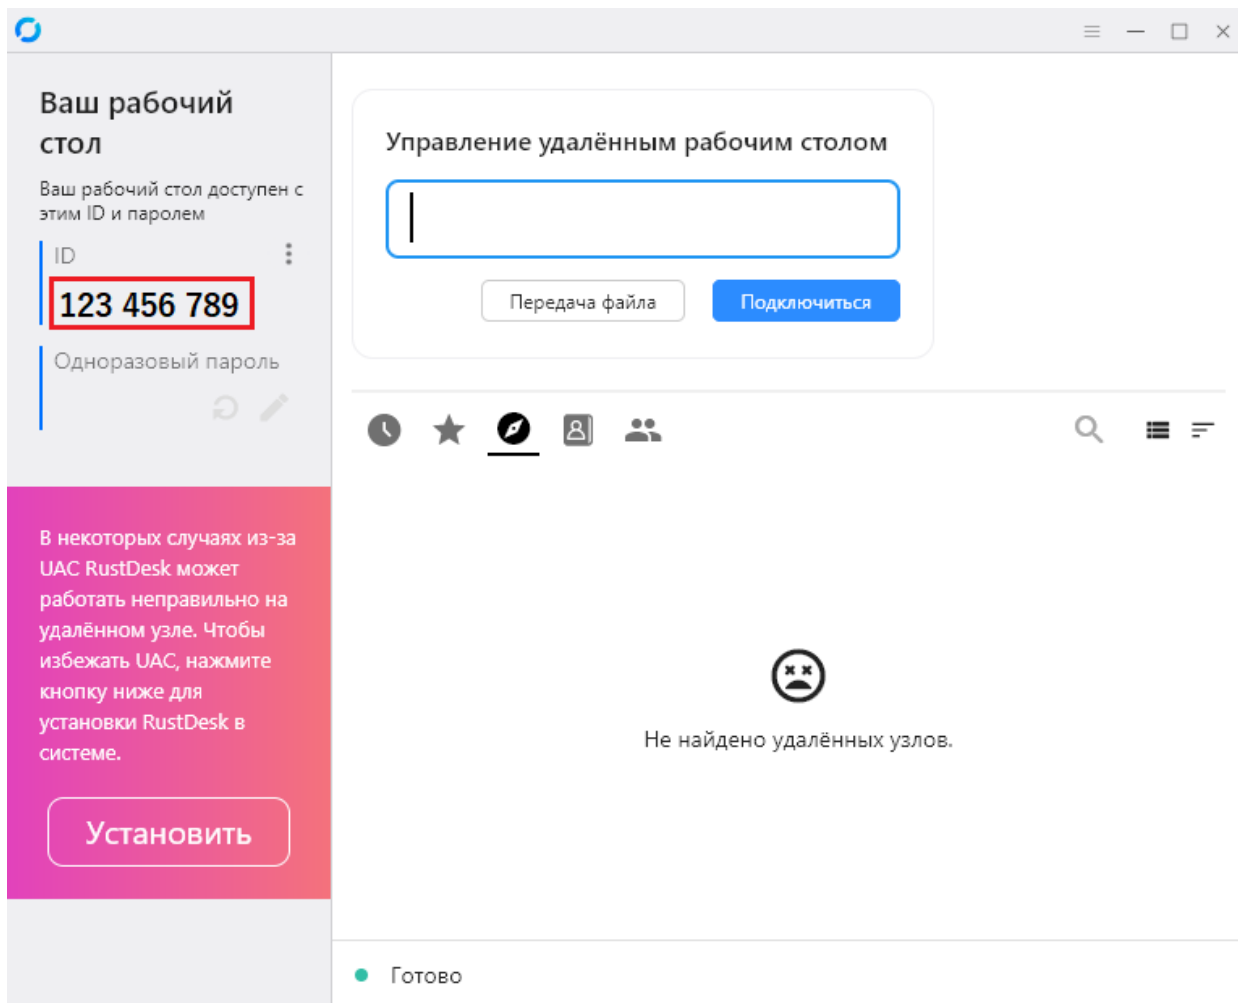 Ваш рабочий
стол
Ваш рабочий стол доступен с
этим ID и паролем
ID
123 456 789
Одноразовый пароль
В некоторых случаях из-за
UAC RustDesk может
работать неправильно на
удалённом узле. Чтобы
избежать UAC, нажмите
кнопку ниже для
установки RustDesk в
системе.
Установить
Управление удалённым рабочим столом
Передача файла
Подключиться
Не найдено удалённых узлов.
Готово